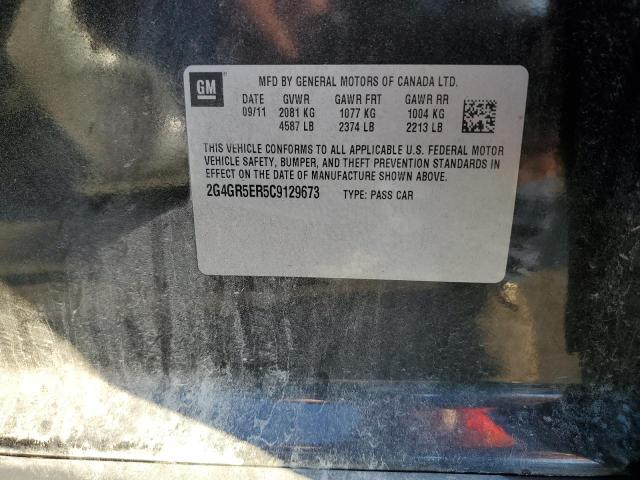 GM
MFD BY GENERAL MOTORS OF CANADA LTD.
DATE GVWR GAWR FRT GAWR RR
09/11 2081 KG 1077 KG 1004 KG
4587 LB 2374 LB 2213 LB
THIS VEHICLE CONFORMS TO ALL APPLICABLE U.S. FEDERAL MOTOR
VEHICLE SAFETY, BUMPER, AND THEFT PREVENTION STANDARDS IN
EFFECT ON THE DATE OF MANUFACTURE SHOWN ABOVE.
2G4GR5ER5C9129673 TYPE: PASS CAR